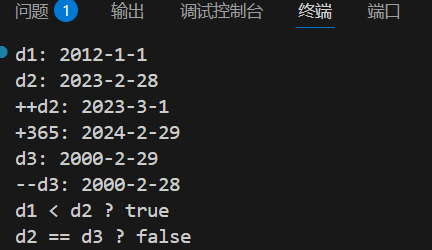 问题 1 输出 调试控制台 终端 端口
d1: 2012-1-1
d2: 2023-2-28
++d2: 2023-3-1
+365: 2024-2-29
d3: 2000-2-29
--d3: 2000-2-28
d1 < d2 ? true
d2 == d3 ? false